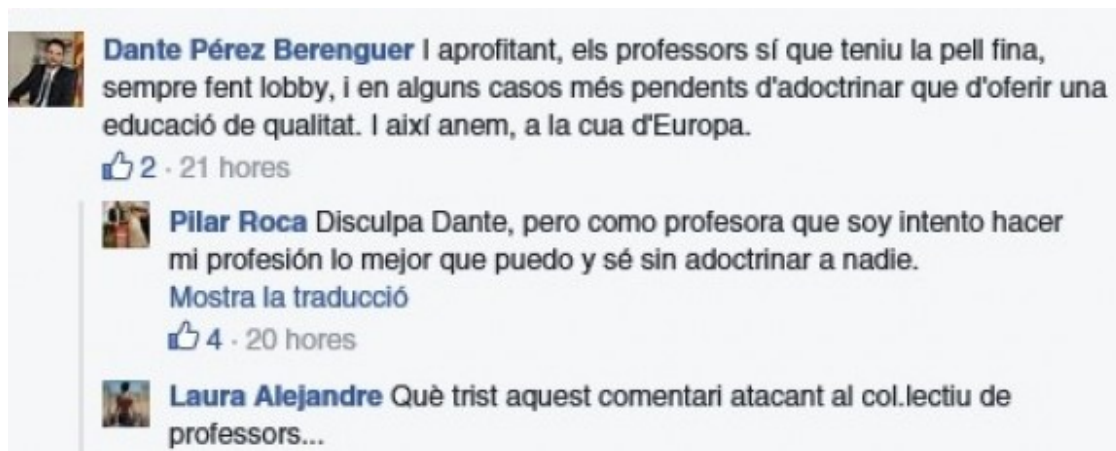 Dante Pérez Berenguer I aprofitant, els professors sí que teniu la pell fina,
sempre fent lobby, i en alguns casos més pendents d'adoctrinar que d'oferir una
educació de qualitat. I així anem, a la cua d'Europa.
2 · 21 hores
Pilar Roca Disculpa Dante, pero como profesora que soy intento hacer
mi profesión lo mejor que puedo y sé sin adoctrinar a nadie.
Mostra la traducció
4 · 20 hores
Laura Alejandre Què trist aquest comentari atacant al col.lectiu de
professors...